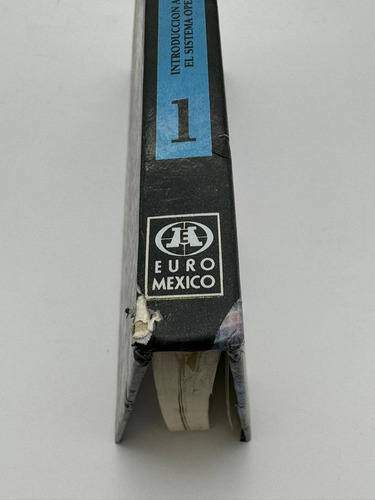 INTRODUCCION A
EL SISTEMA OPE
1
EURO
MEXICO